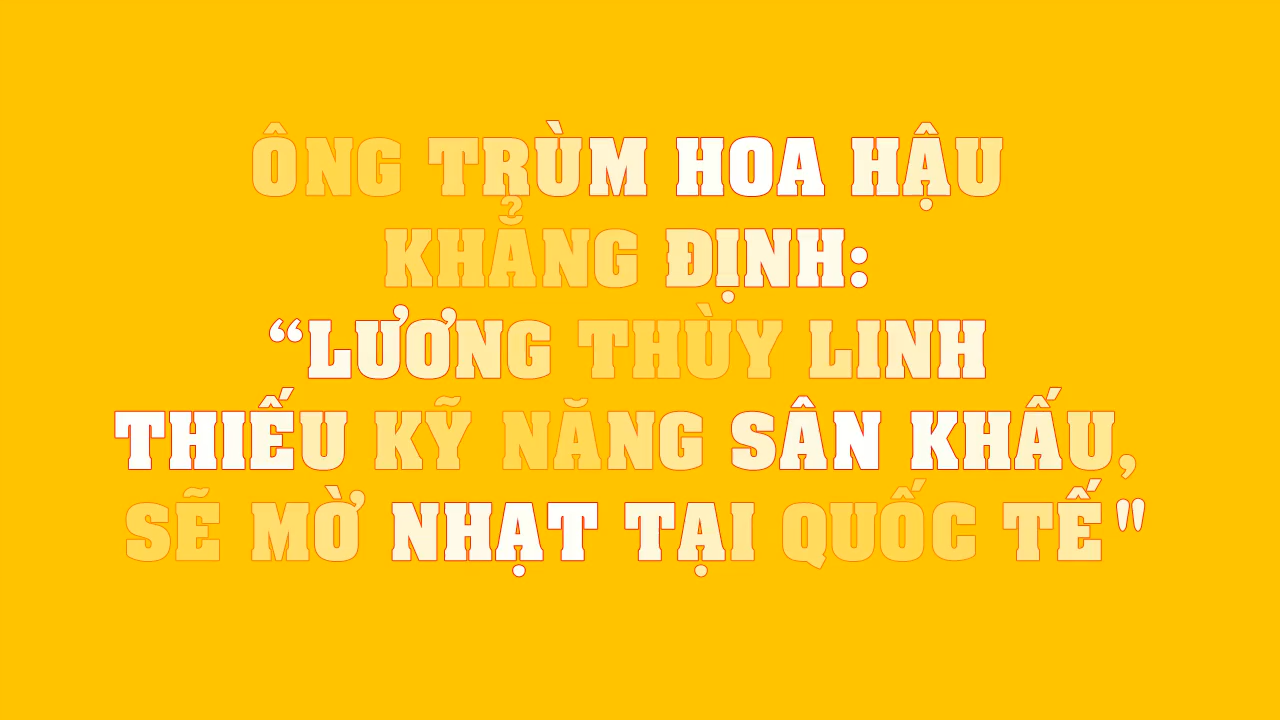 ÔNG TRÙM HOA HẬU
KHẲNG ĐỊNH:
“LƯƠNG THÙY LINH
THIẾU KỸ NĂNG SÂN KHẤU,
SẼ MỜ NHẠT TẠI QUỐC TẾ"